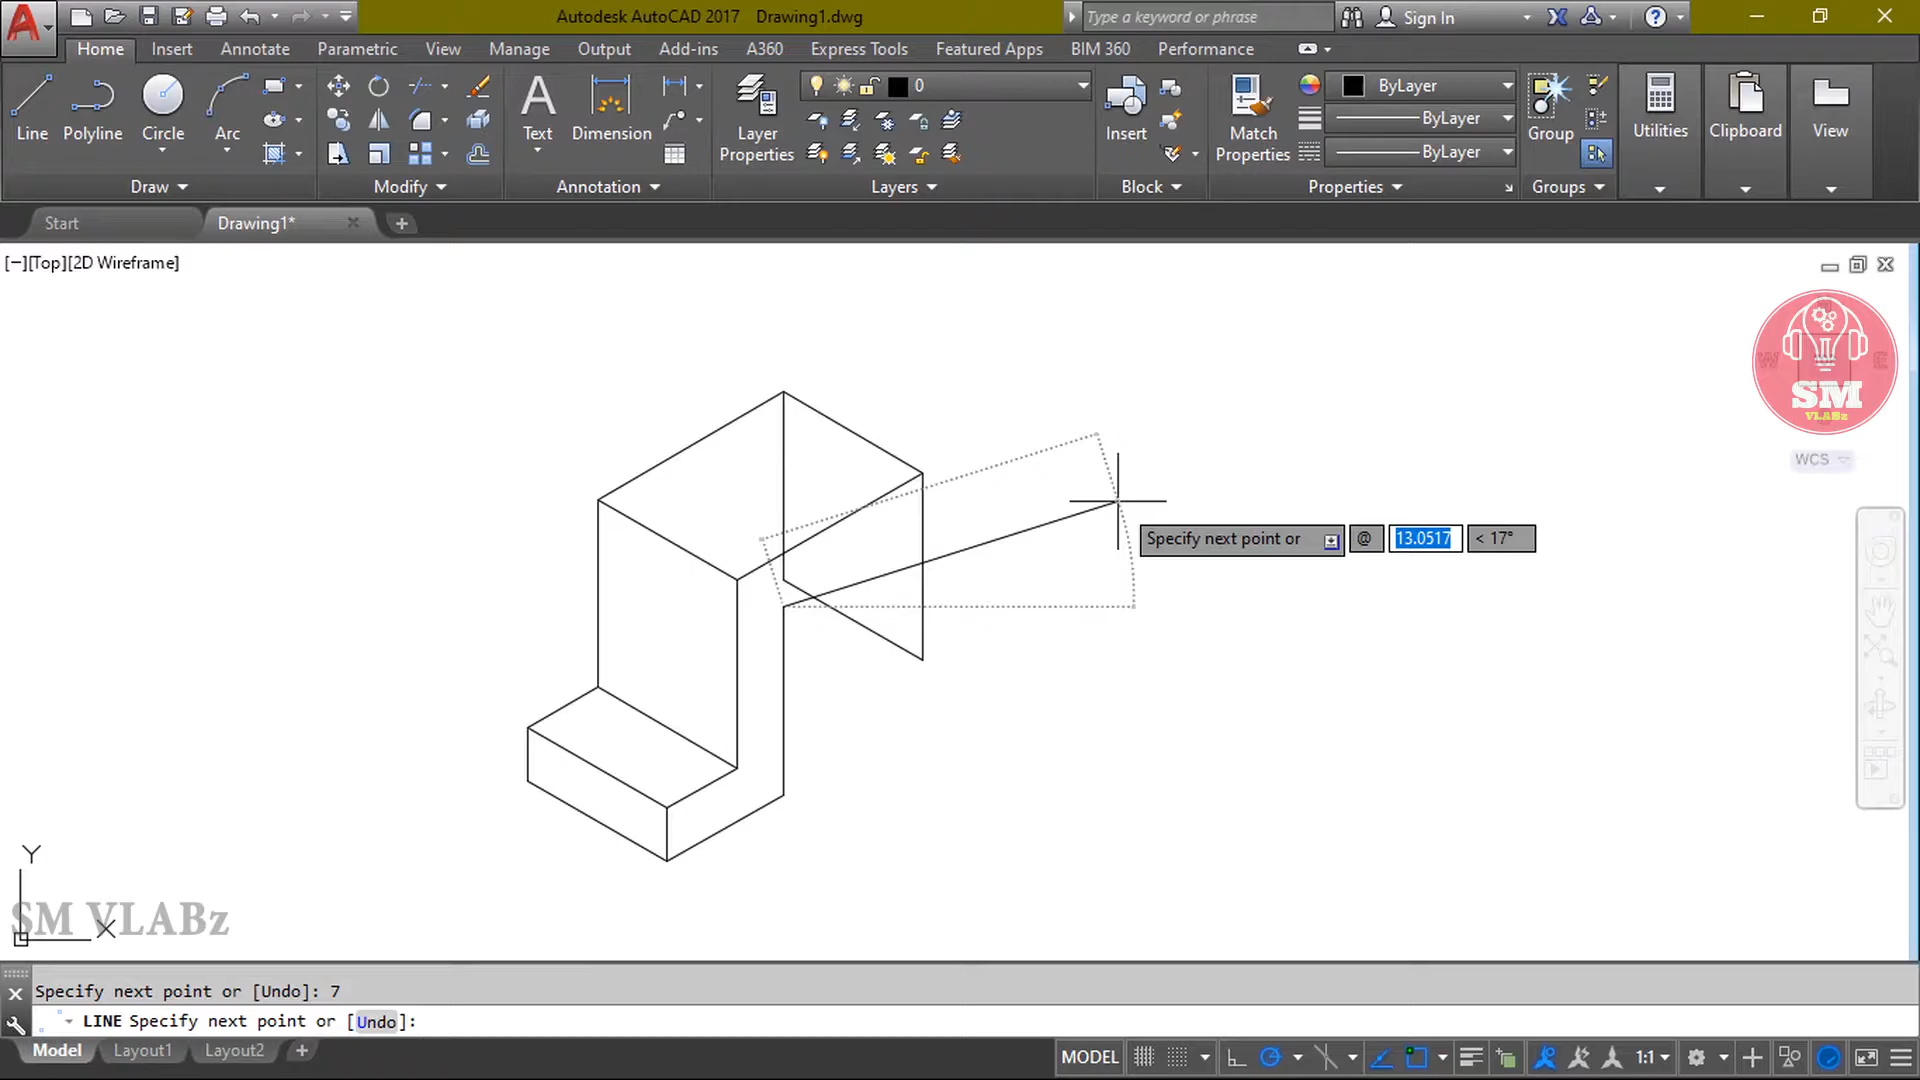 Autodesk AutoCAD 2017 Drawing1.dwg
Type a keyword or phrase
Sign In
Home Insert Annotate Parametric View Manage Output Add-ins A360 Express Tools Featured Apps BIM 360 Performance
Line Polyline Circle Arc
Text Dimension
Layer Properties
0
Insert
Match Properties
ByLayer
ByLayer
ByLayer
Group
Utilities
Clipboard
View
Draw Modify Annotation Layers Block Properties Groups
Start Drawing1*
[−][Top][2D Wireframe]
W E
SM
VLABz
WCS
Specify next point or @ 13.0517 < 17°
Y
X
SM VLABz
Specify next point or [Undo]: 7
LINE Specify next point or [Undo]:
Model Layout1 Layout2
MODEL 1:1